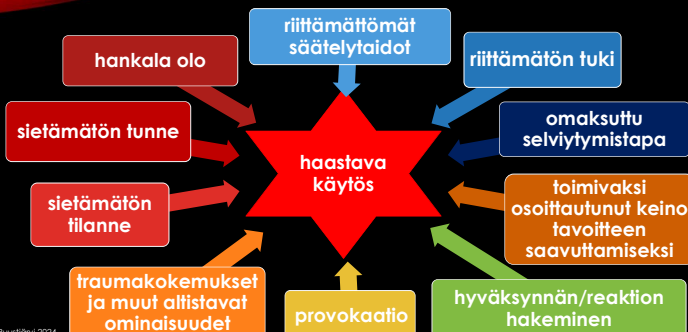 riittämättömät
säätelytaidot
hankala olo
riittämätön tuki
sietämätön tunne
omaksuttu
selviytymistapa
haastava
käytös
sietämätön
tilanne
toimivaksi
osoittautunut keino
tavoitteen
saavuttamiseksi
traumakokemukset
ja muut altistavat
ominaisuudet
provokaatio
hyväksynnän/reaktion
hakeminen